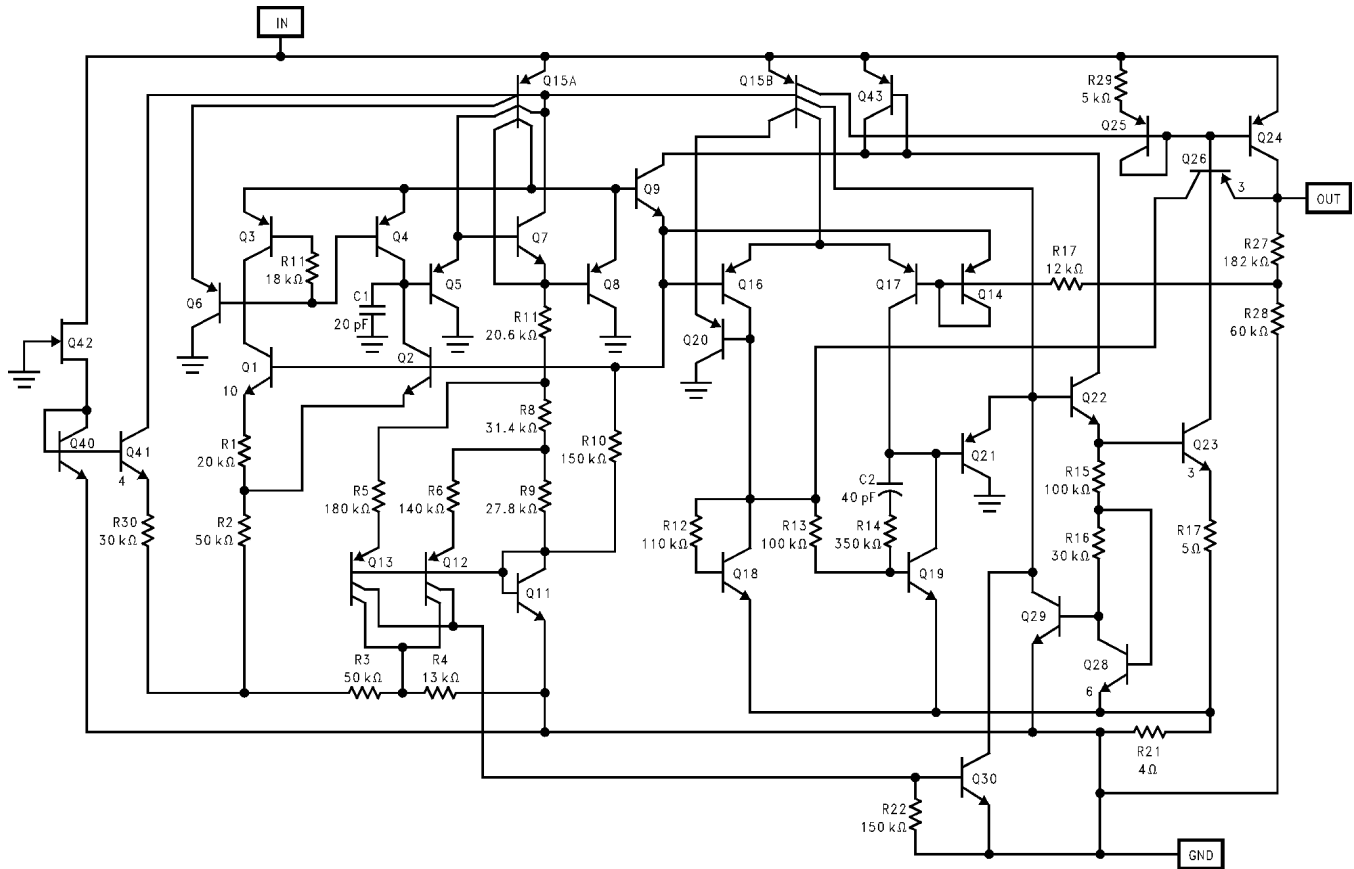 IN
Q15A
Q15B
Q43
R29
5 kΩ
Q25
Q24
Q26
3
OUT
Q9
Q3
R11
18 kΩ
Q4
Q7
Q6
C1
20 pF
Q5
Q8
R11
20.6 kΩ
Q16
Q17
Q14
R17
12 kΩ
R27
182 kΩ
R28
60 kΩ
Q42
Q20
Q1
10
Q2
Q22
Q40
Q41
4
R1
20 kΩ
R8
31.4 kΩ
R10
150 kΩ
Q21
Q23
3
R5
180 kΩ
R6
140 kΩ
R9
27.8 kΩ
C2
40 pF
R15
100 kΩ
R30
30 kΩ
R2
50 kΩ
R12
110 kΩ
R13
100 kΩ
R14
350 kΩ
R16
30 kΩ
R17
5 Ω
Q13
Q12
Q11
Q18
Q19
Q29
Q28
6
R3
50 kΩ
R4
13 kΩ
R21
4 Ω
Q30
R22
150 kΩ
GND